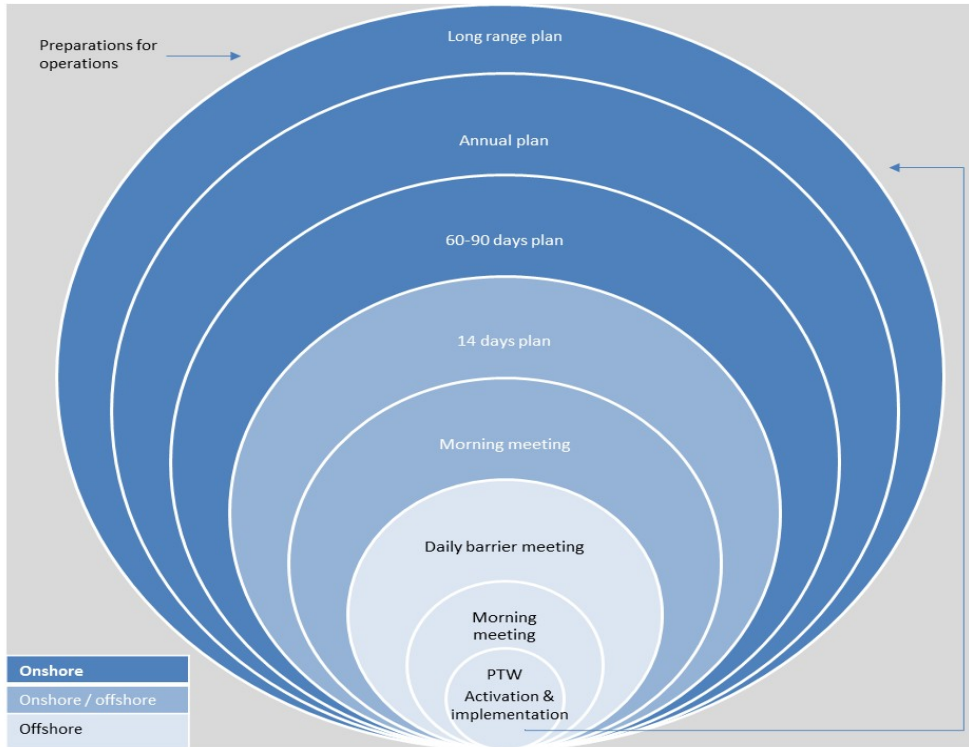 Preparations for
operations
Long range plan
Annual plan
60-90 days plan
14 days plan
Morning meeting
Daily barrier meeting
Morning
meeting
PTW
Activation &
implementation
Onshore
Onshore / offshore
Offshore